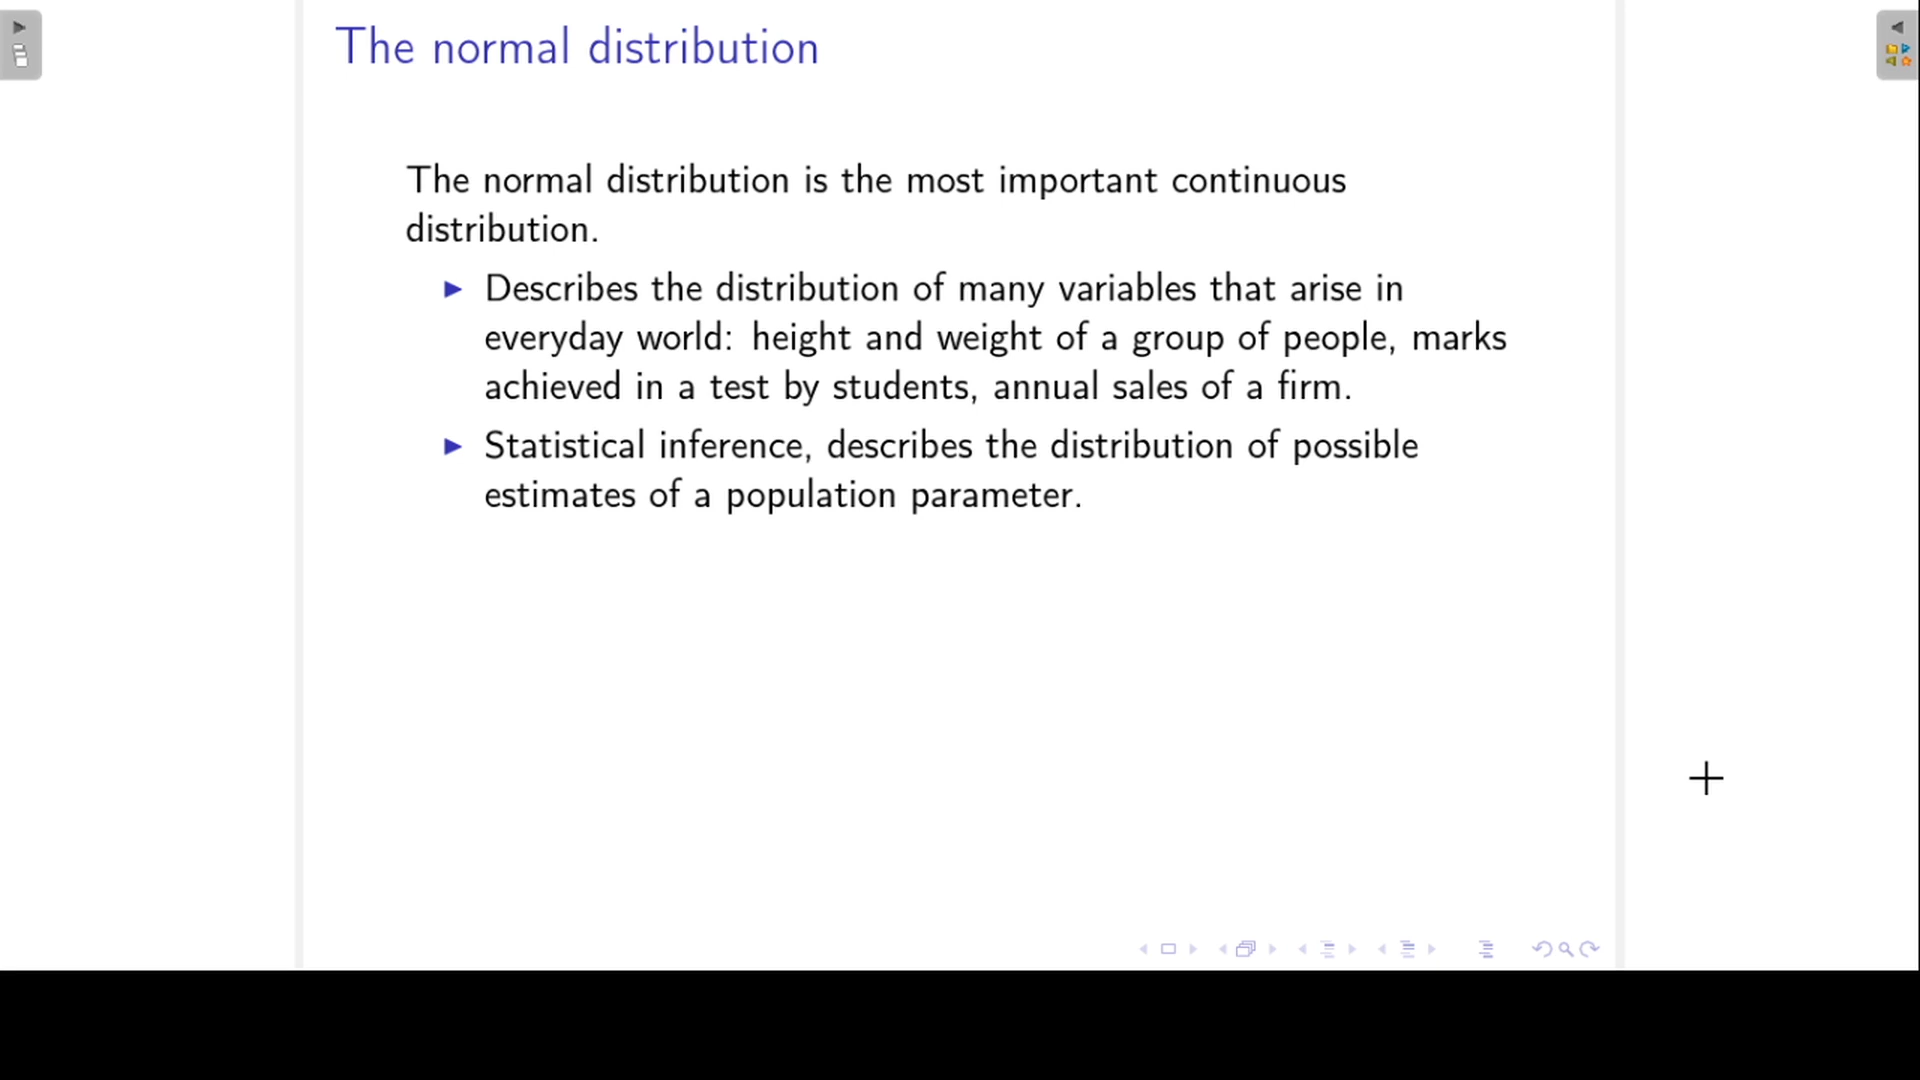 The normal distribution
The normal distribution is the most important continuous
distribution.
Describes the distribution of many variables that arise in
everyday world: height and weight of a group of people, marks
achieved in a test by students, annual sales of a firm.
Statistical inference, describes the distribution of possible
estimates of a population parameter.